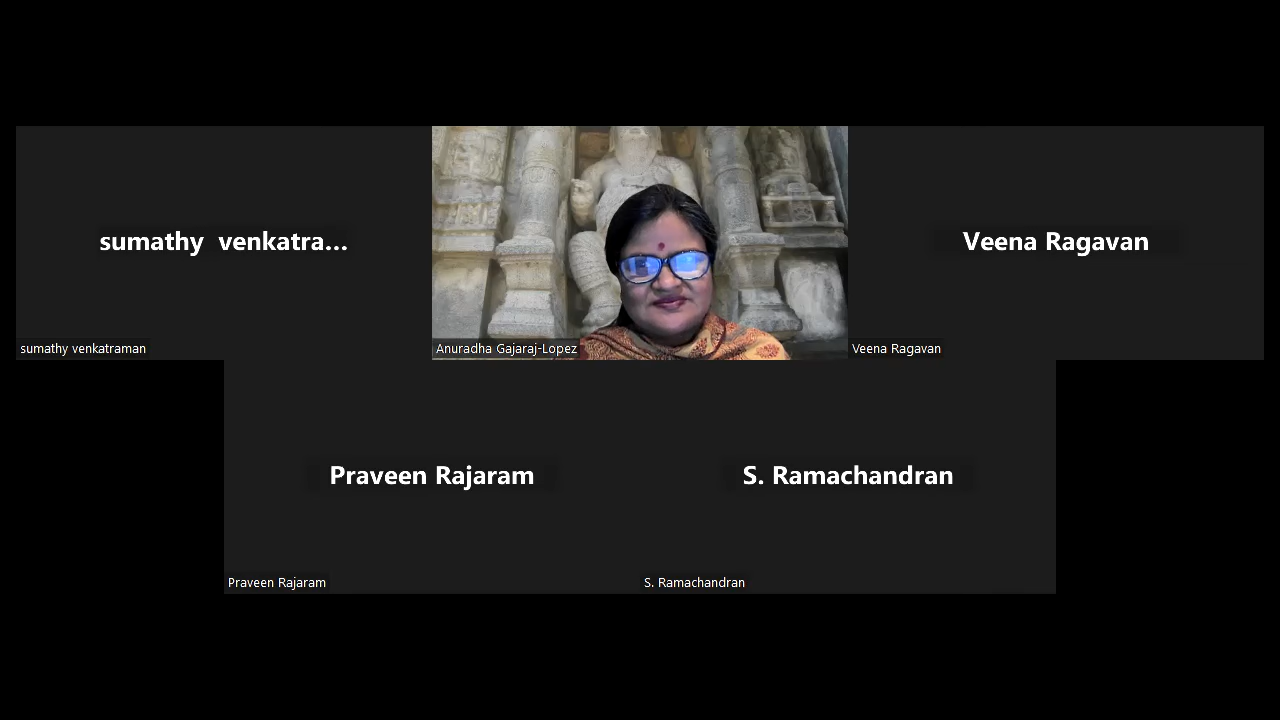 sumathy  venkatra...
sumathy venkatraman
Anuradha Gajaraj-Lopez
Veena Ragavan
Veena Ragavan
Praveen Rajaram
Praveen Rajaram
S. Ramachandran
S. Ramachandran